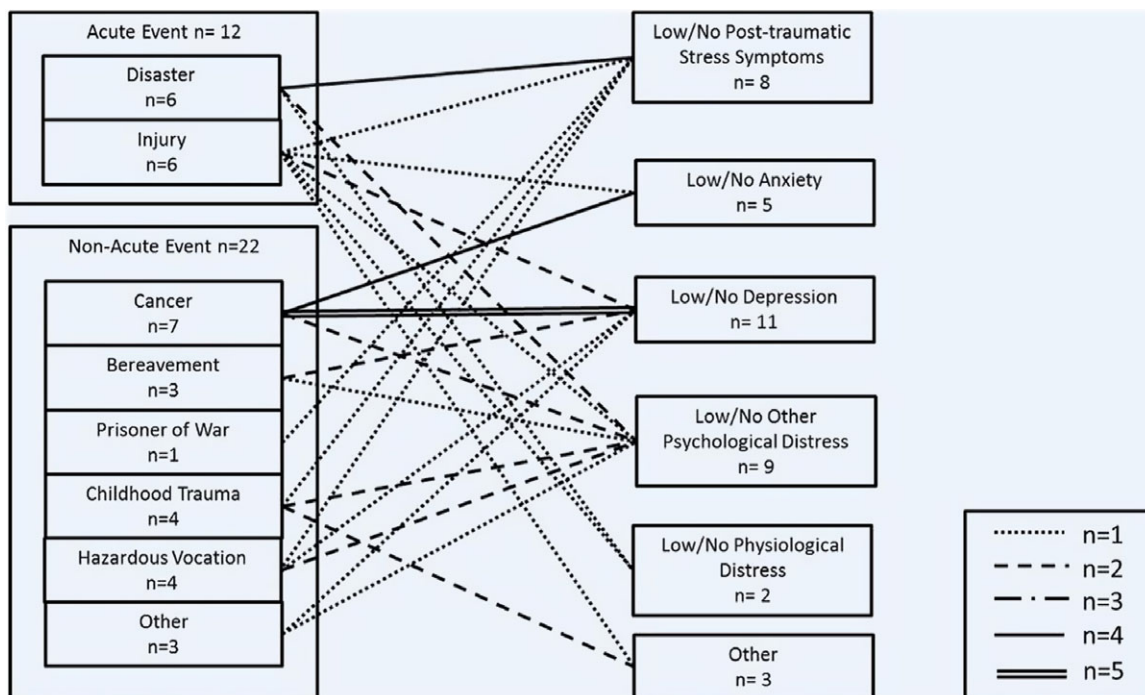 Acute Event n= 12
Disaster
n=6
Injury
n=6
Non-Acute Event n=22
Cancer
n=7
Bereavement
n=3
Prisoner of War
n=1
Childhood Trauma
n=4
Hazardous Vocation
n=4
Other
n=3
Low/No Post-traumatic
Stress Symptoms
n= 8
Low/No Anxiety
n= 5
Low/No Depression
n= 11
Low/No Other
Psychological Distress
n= 9
Low/No Physiological
Distress
n= 2
Other
n= 3
n=1
n=2
n=3
n=4
n=5